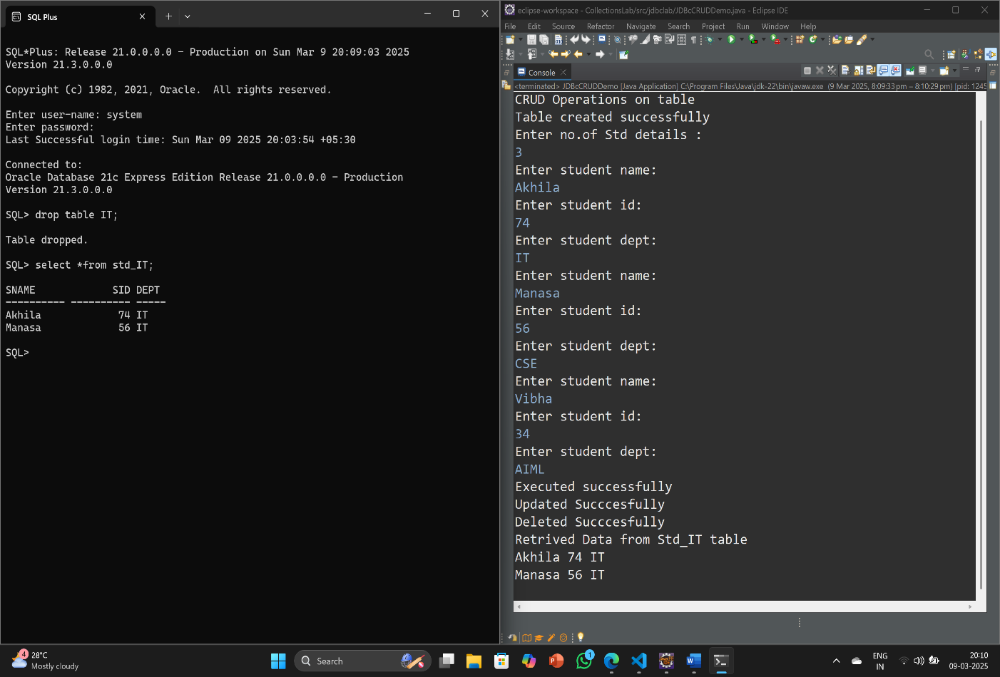 SQL Plus
SQL*Plus: Release 21.0.0.0.0 - Production on Sun Mar 9 20:09:03 2025
Version 21.3.0.0.0
Copyright (c) 1982, 2021, Oracle.  All rights reserved.
Enter user-name: system
Enter password:
Last Successful login time: Sun Mar 09 2025 20:03:54 +05:30
Connected to:
Oracle Database 21c Express Edition Release 21.0.0.0.0 - Production
Version 21.3.0.0.0
SQL> drop table IT;
Table dropped.
SQL> select *from std_IT;
SNAME             SID DEPT
---------- ---------- -----
Akhila             74 IT
Manasa             56 IT
SQL>
eclipse-workspace - CollectionsLab/src/jdbclab/JDBcCRUDDemo.java - Eclipse IDE
File Edit Source Refactor Navigate Search Project Run Window Help
Console
<terminated> JDBcCRUDDemo [Java Application] C:\Program Files\Java\jdk-22\bin\javaw.exe (9 Mar 2025, 8:09:33 pm – 8:10:29 pm) [pid: 1245
CRUD Operations on table
Table created successfully
Enter no.of Std details :
3
Enter student name:
Akhila
Enter student id:
74
Enter student dept:
IT
Enter student name:
Manasa
Enter student id:
56
Enter student dept:
CSE
Enter student name:
Vibha
Enter student id:
34
Enter student dept:
AIML
Executed successfully
Updated Succcesfully
Deleted Succcesfully
Retrived Data from Std_IT table
Akhila 74 IT
Manasa 56 IT
4
28°C
Mostly cloudy
Search
1
ENG
IN
20:10
09-03-2025